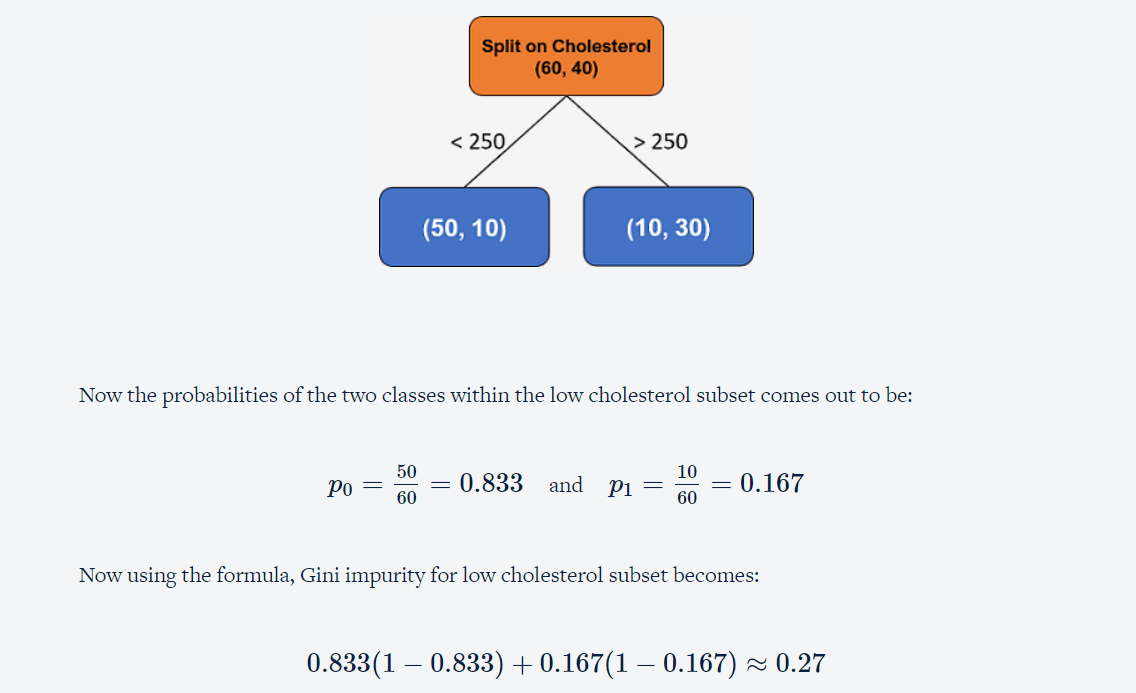 Split on Cholesterol
(60, 40)
< 250
> 250
(50, 10)
(10, 30)
Now the probabilities of the two classes within the low cholesterol subset comes out to be:
p₀ = 50/60 = 0.833 and p₁ = 10/60 = 0.167
Now using the formula, Gini impurity for low cholesterol subset becomes:
0.833(1 − 0.833) + 0.167(1 − 0.167) ≈ 0.27